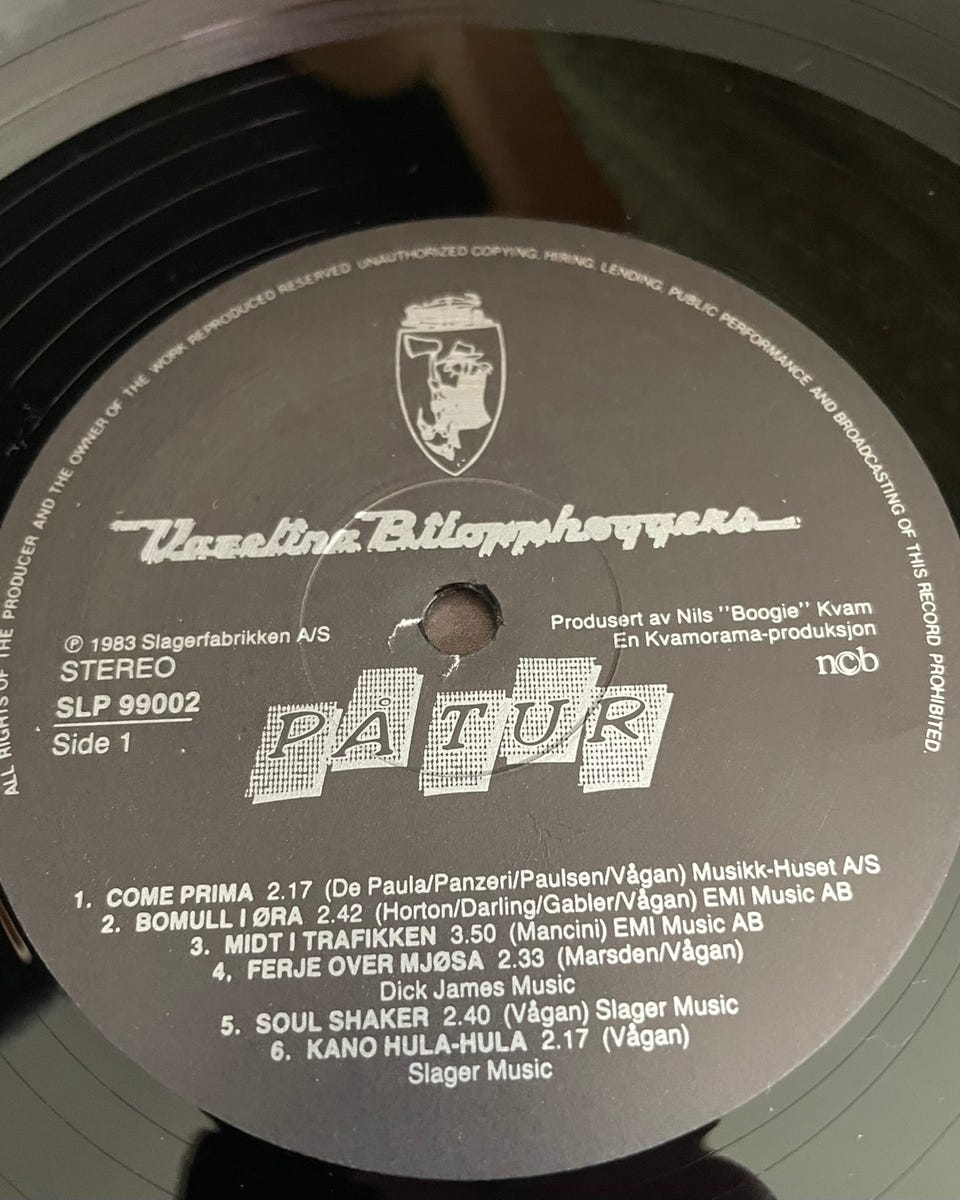 ALL RIGHTS OF THE PRODUCER AND THE OWNER OF THE WORK REPRODUCED RESERVED UNAUTHORIZED COPYING, HIRING, LENDING, PUBLIC PERFORMANCE AND BROADCASTING OF THIS RECORD PROHIBITED.
Vazelina Bilopphøggers
℗ 1983 Slagerfabrikken A/S
STEREO
SLP 99002
Side 1
Produsert av Nils "Boogie" Kvam
En Kvamorama-produksjon
n©b
PÅ TUR
1. COME PRIMA 2.17 (De Paula/Panzeri/Paulsen/Vågan) Musikk-Huset A/S
2. BOMULL I ØRA 2.42 (Horton/Darling/Gabler/Vågan) EMI Music AB
3. MIDT I TRAFIKKEN 3.50 (Mancini) EMI Music AB
4, FERJE OVER MJØSA 2.33 (Marsden/Vågan)
Dick James Music
5. SOUL SHAKER 2.40 (Vågan) Slager Music
6. KANO HULA-HULA 2.17 (Vågan)
Slager Music